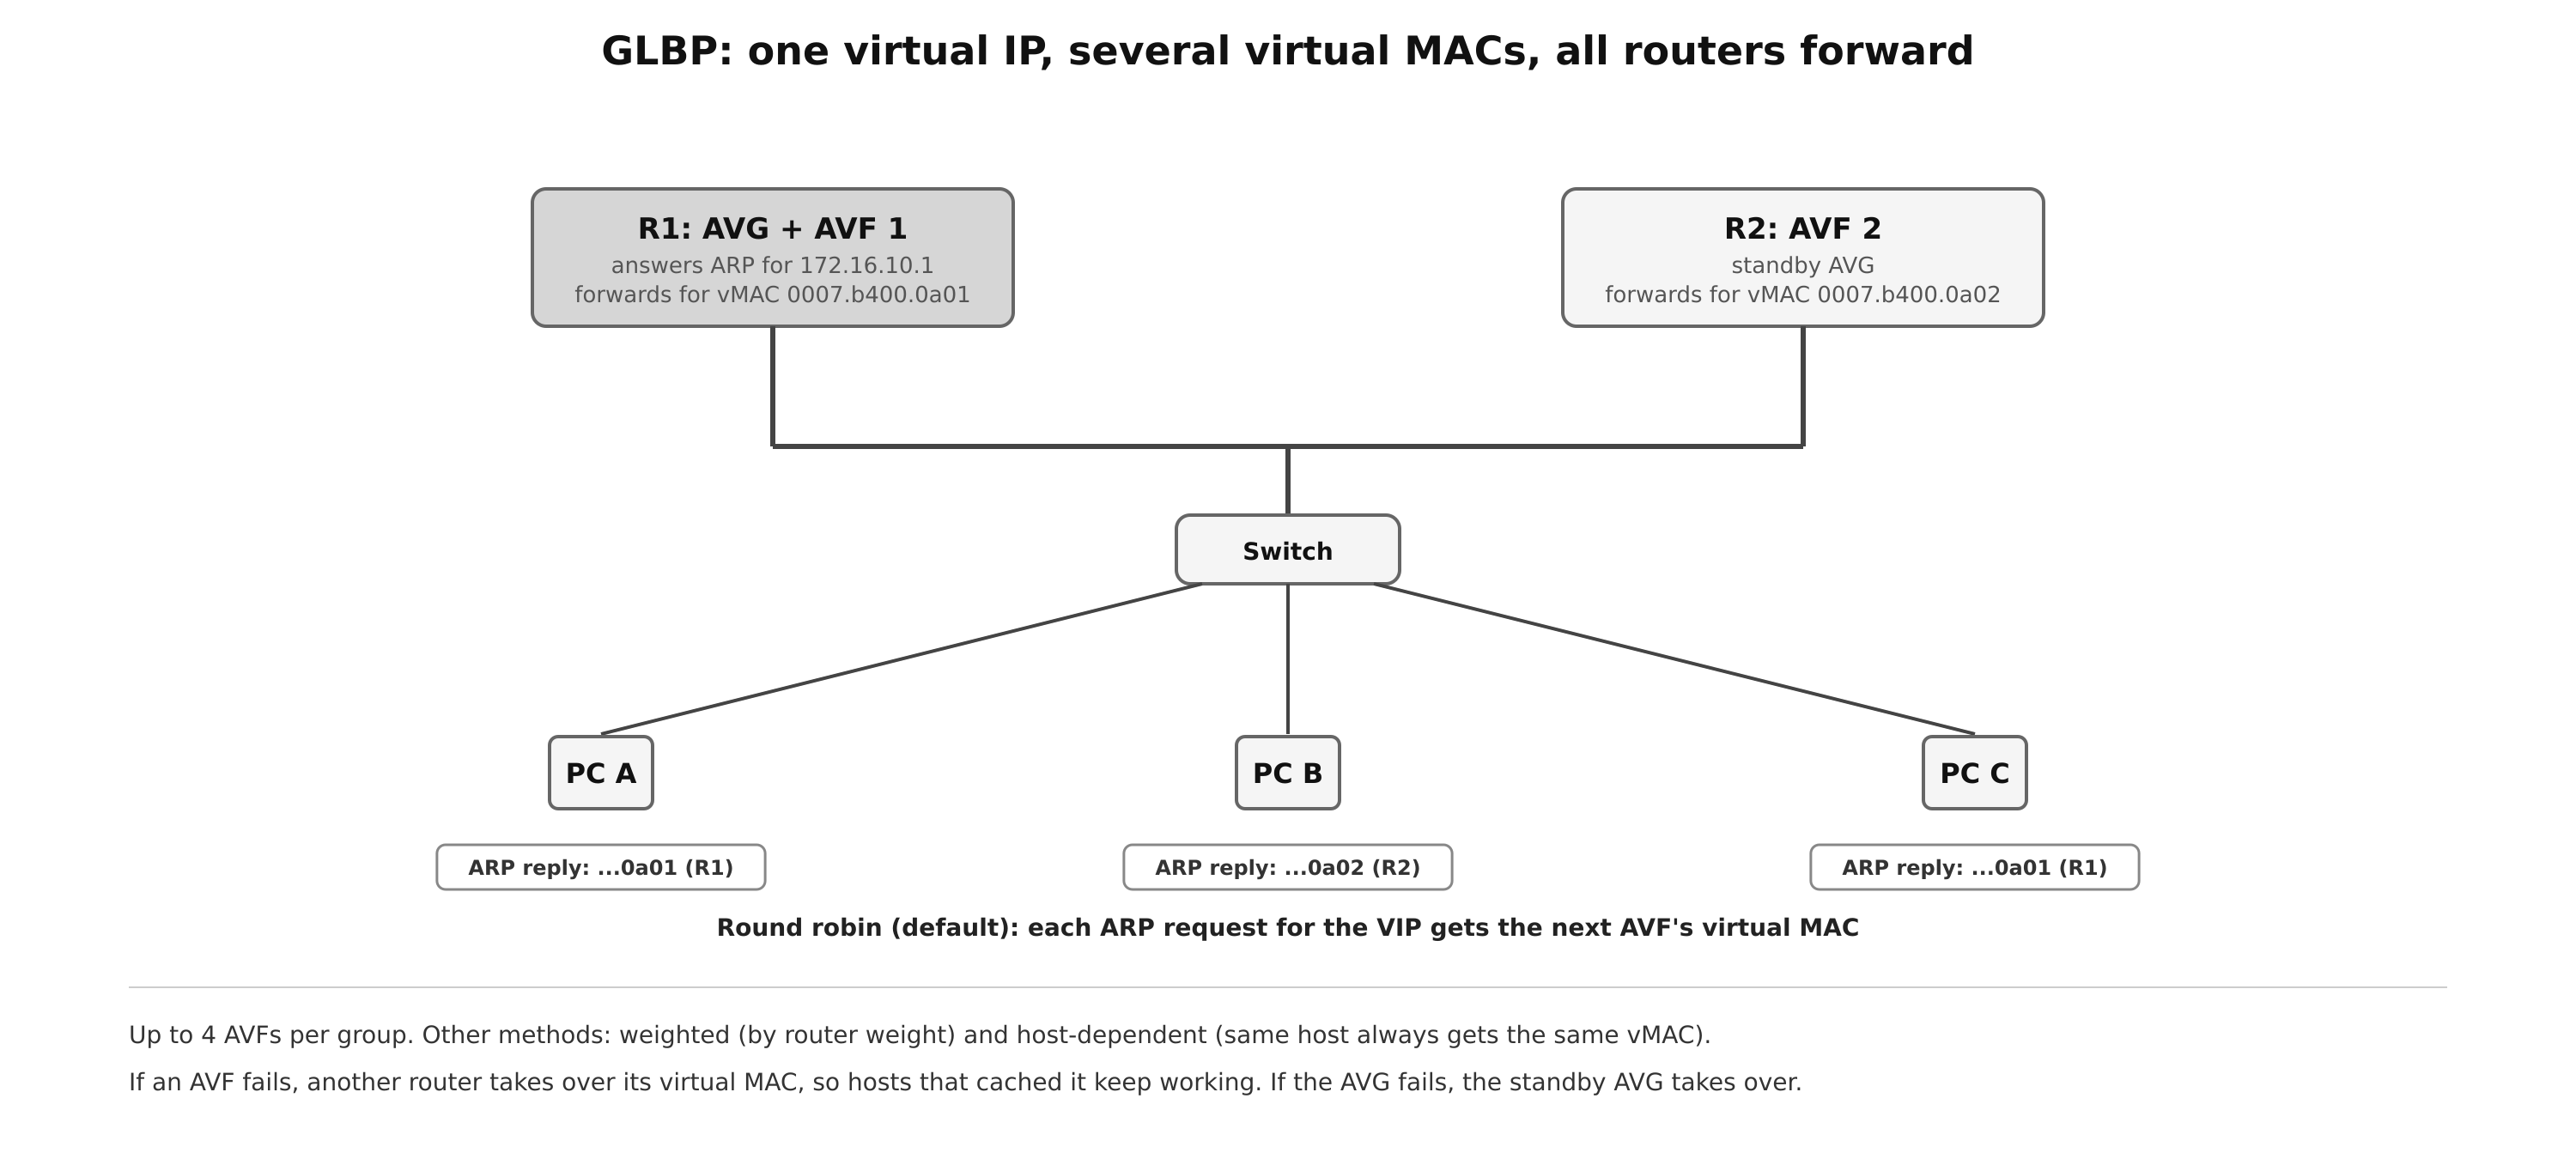 GLBP: one virtual IP, several virtual MACs, all routers forward
R1: AVG + AVF 1
answers ARP for 172.16.10.1
forwards for vMAC 0007.b400.0a01
R2: AVF 2
standby AVG
forwards for vMAC 0007.b400.0a02
Switch
PC A
PC B
PC C
ARP reply: ...0a01 (R1)
ARP reply: ...0a02 (R2)
ARP reply: ...0a01 (R1)
Round robin (default): each ARP request for the VIP gets the next AVF's virtual MAC
Up to 4 AVFs per group. Other methods: weighted (by router weight) and host-dependent (same host always gets the same vMAC).
If an AVF fails, another router takes over its virtual MAC, so hosts that cached it keep working. If the AVG fails, the standby AVG takes over.